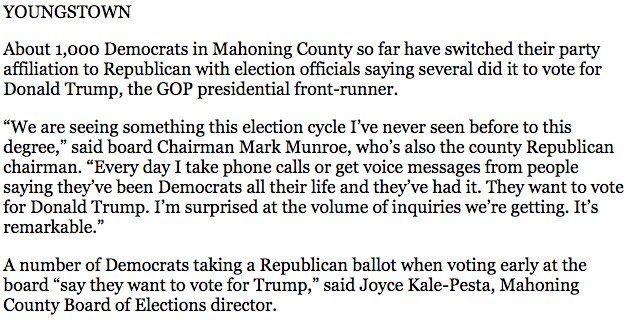 YOUNGSTOWN
About 1,000 Democrats in Mahoning County so far have switched their party
affiliation to Republican with election officials saying several did it to vote for
Donald Trump, the GOP presidential front-runner.
“We are seeing something this election cycle I’ve never seen before to this
degree,” said board Chairman Mark Munroe, who’s also the county Republican
chairman. “Every day I take phone calls or get voice messages from people
saying they’ve been Democrats all their life and they’ve had it. They want to vote
for Donald Trump. I’m surprised at the volume of inquiries we’re getting. It’s
remarkable.”
A number of Democrats taking a Republican ballot when voting early at the
board “say they want to vote for Trump,” said Joyce Kale-Pesta, Mahoning
County Board of Elections director.